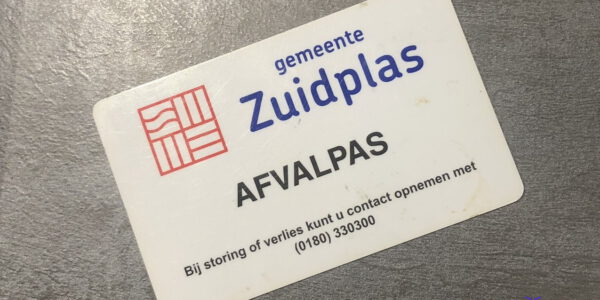 gemeente
Zuidplas
AFVALPAS
Bij storing of verlies kunt u contact opnemen met
(0180) 330300